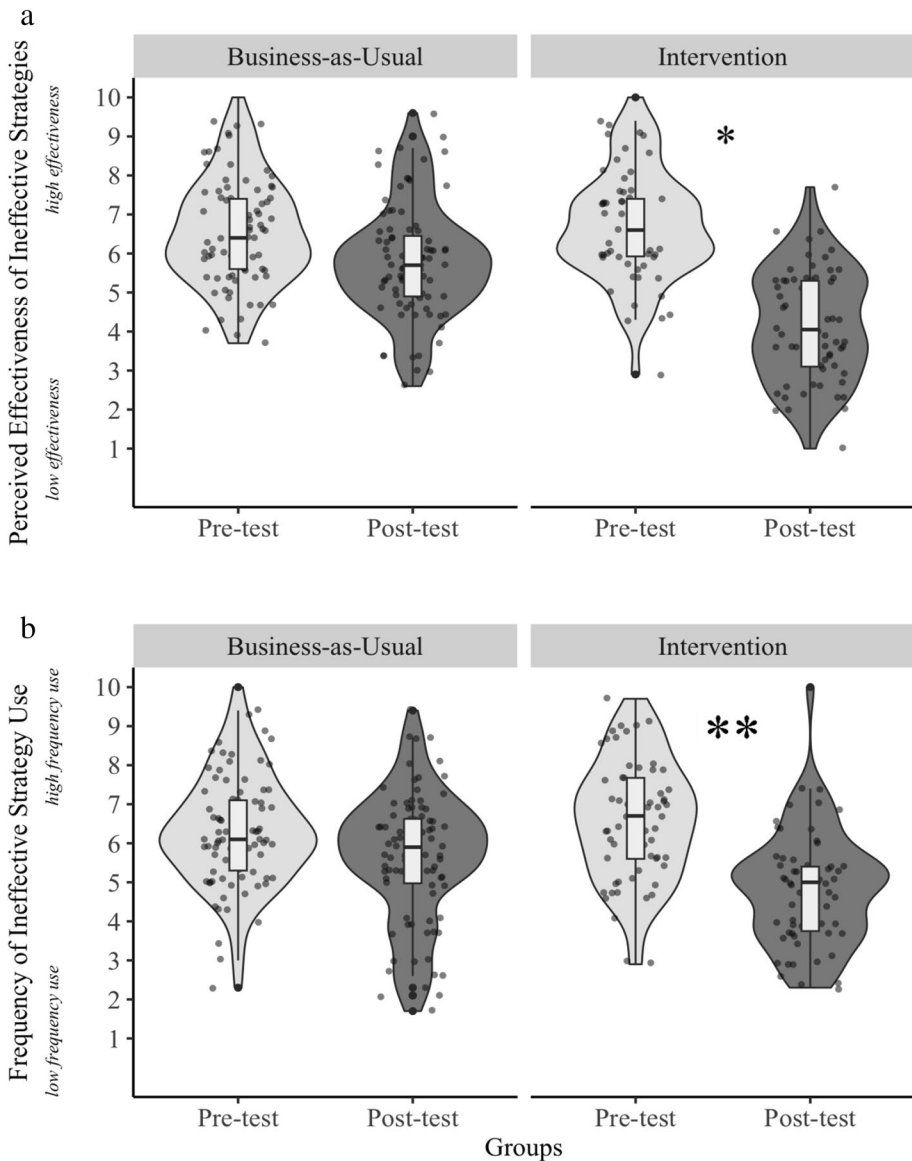 a
Perceived Effectiveness of Ineffective Strategies
low effectiveness
high effectiveness
Business-as-Usual
Intervention
10
9
8
7
6
5
4
3
2
1
*
Pre-test
Post-test
Pre-test
Post-test
b
Frequency of Ineffective Strategy Use
low frequency use
high frequency use
Business-as-Usual
Intervention
10
9
8
7
6
5
4
3
2
1
**
Pre-test
Post-test
Pre-test
Post-test
Groups